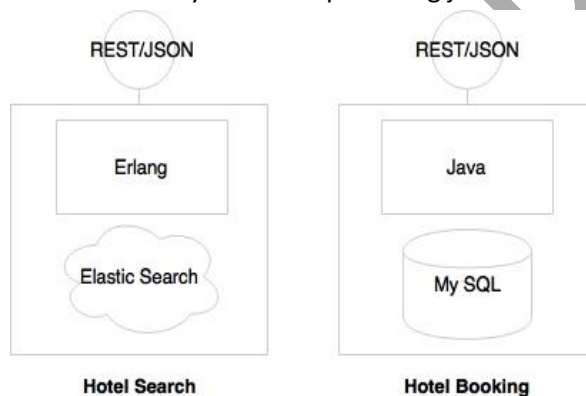 REST/JSON
Erlang
Elastic Search
Hotel Search
REST/JSON
Java
My SQL
Hotel Booking